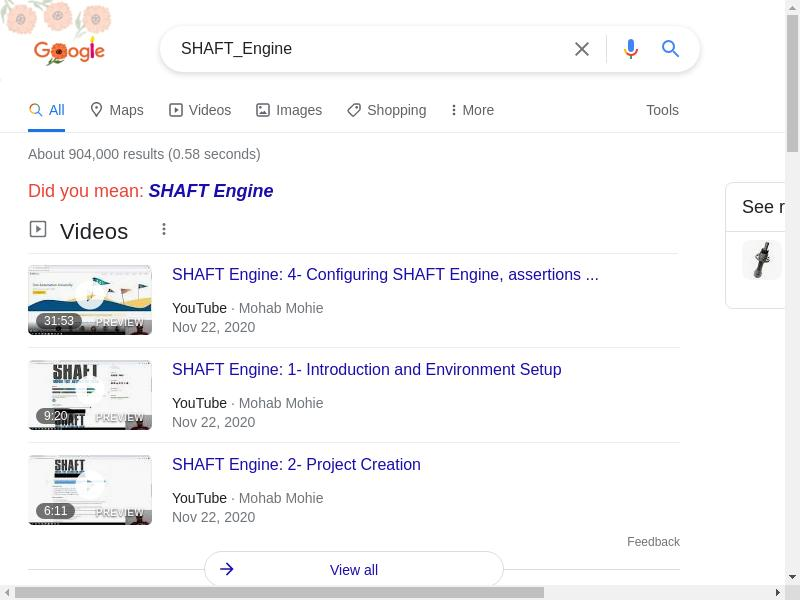 Google
SHAFT_Engine
All Maps Videos Images Shopping More Tools
About 904,000 results (0.58 seconds)
Did you mean: SHAFT Engine
See r
Videos
SHAFT Engine: 4- Configuring SHAFT Engine, assertions ...
31:53 PREVIEW
YouTube · Mohab Mohie
Nov 22, 2020
SHAFT Engine: 1- Introduction and Environment Setup
SHAFT
9:20 PREVIEW
YouTube · Mohab Mohie
Nov 22, 2020
SHAFT Engine: 2- Project Creation
SHAFT
6:11 PREVIEW
YouTube · Mohab Mohie
Nov 22, 2020
Feedback
View all